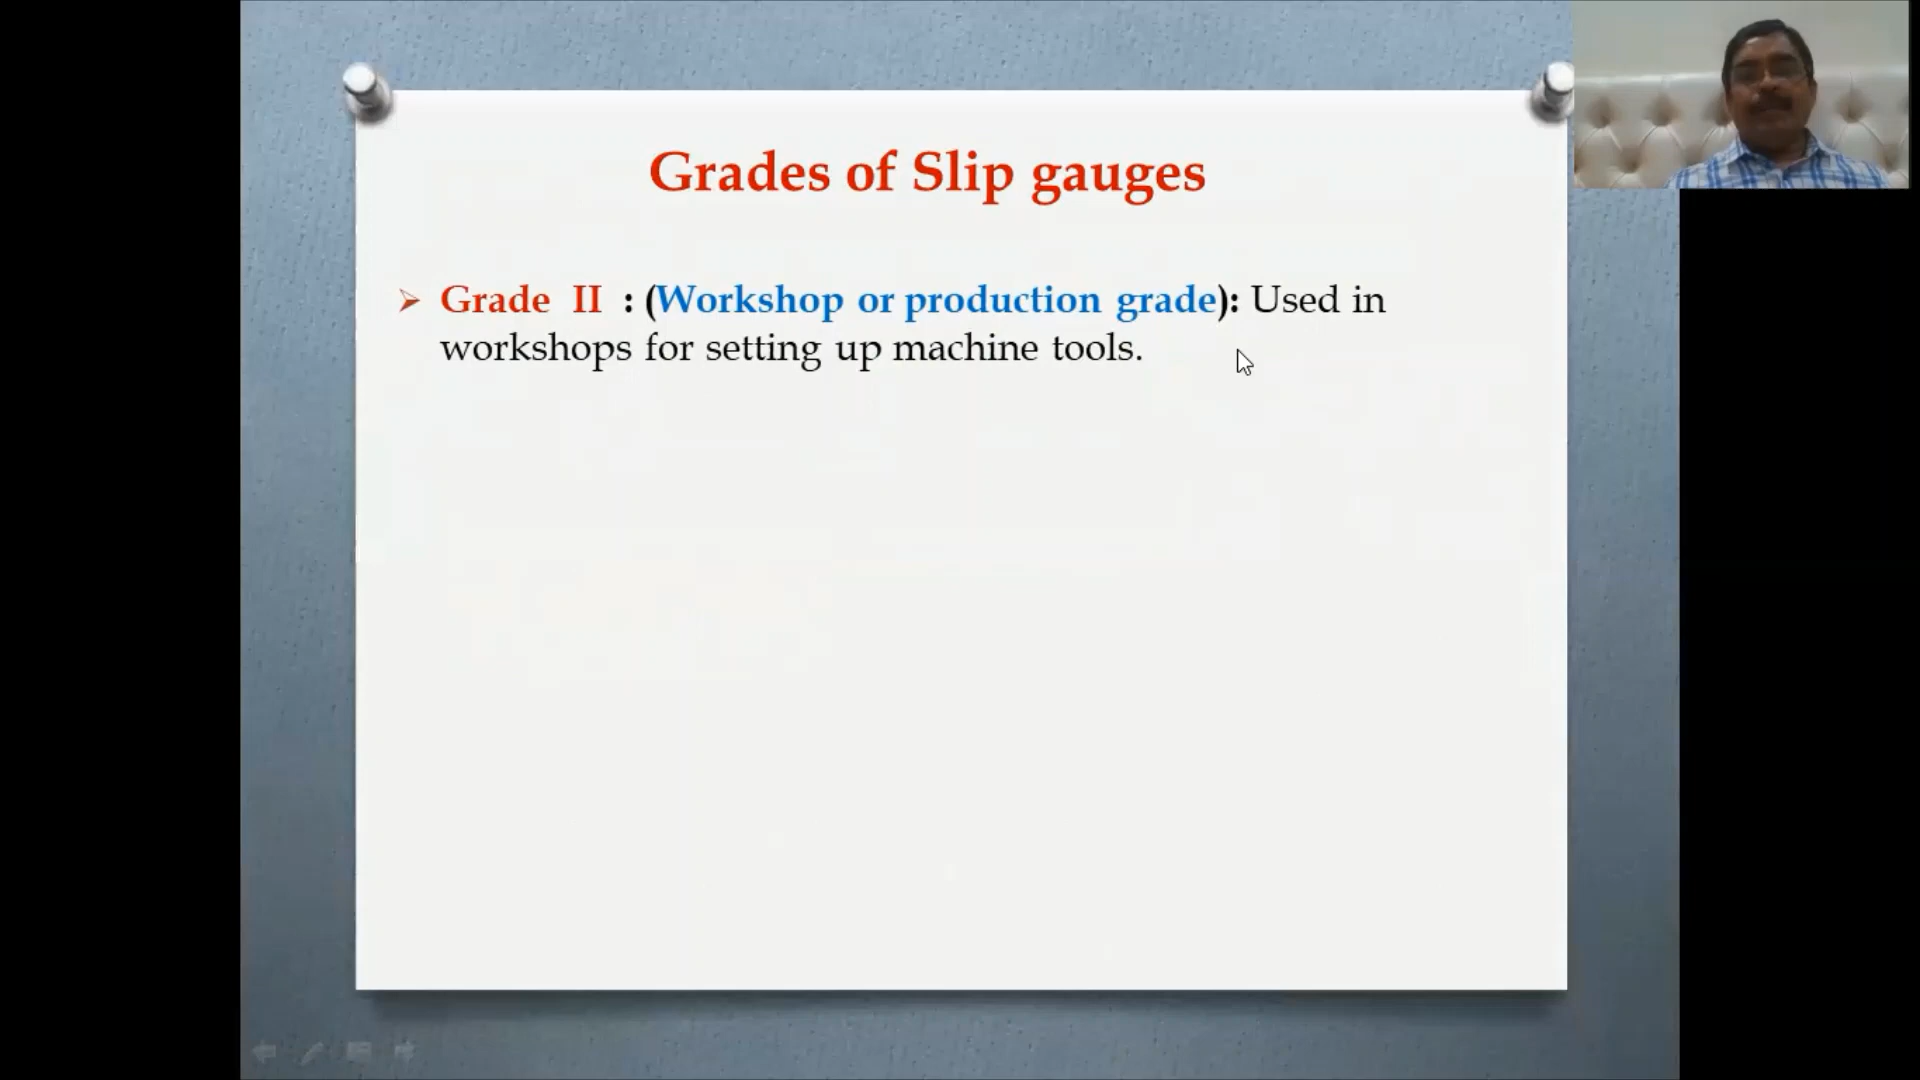 Grades of Slip gauges
Grade II : (Workshop or production grade): Used in
workshops for setting up machine tools.